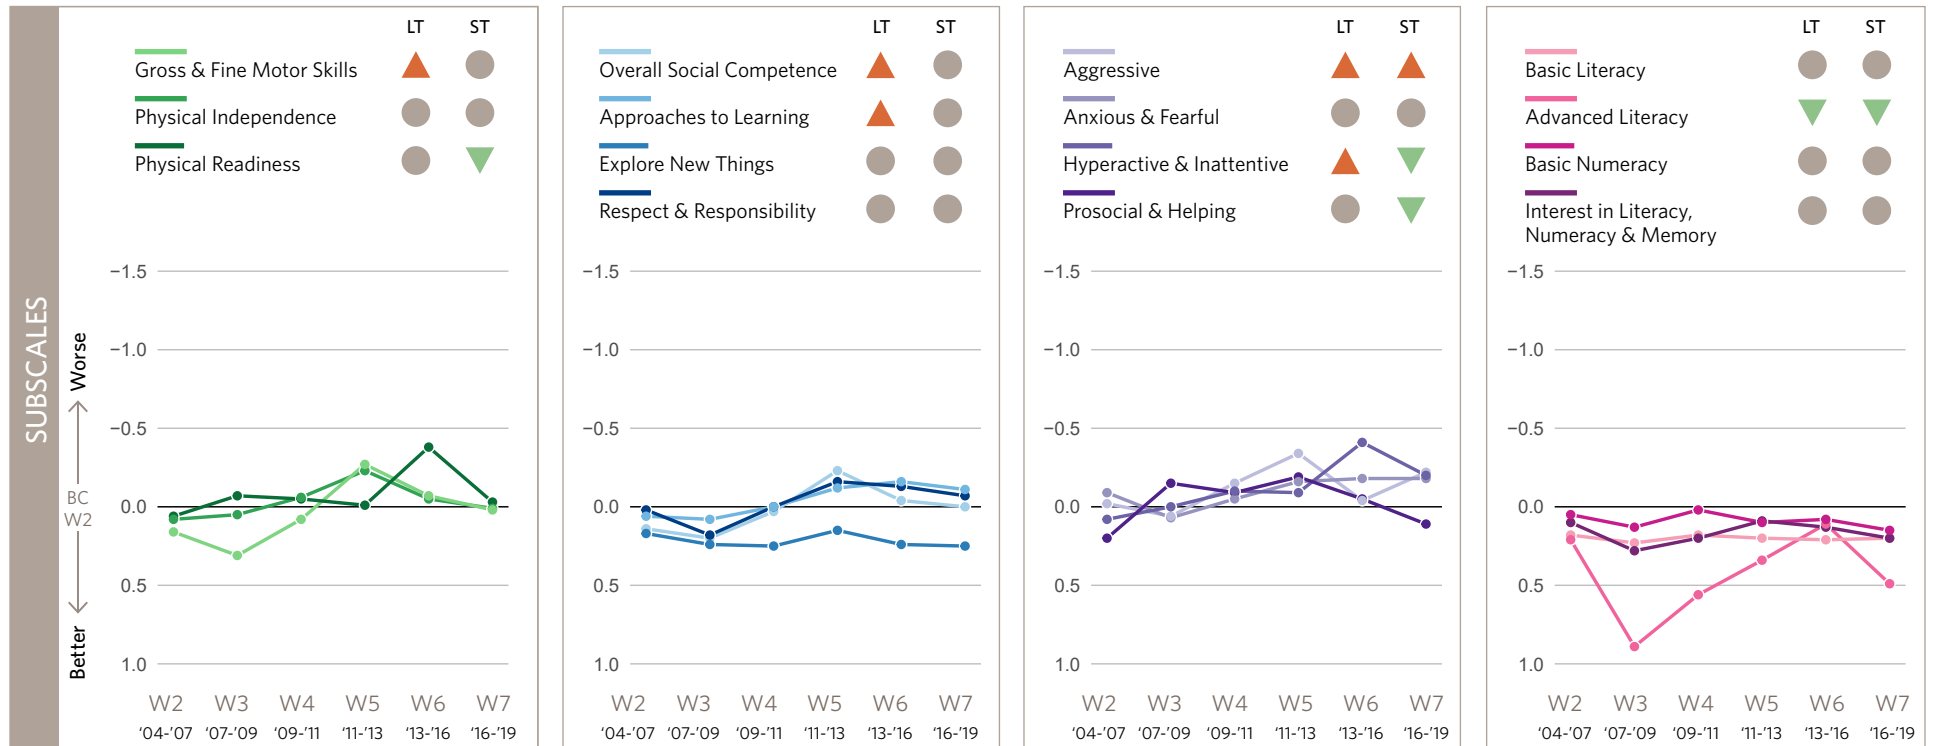 SUBSCALES
Worse
BC
W2
Better
LT ST
Gross & Fine Motor Skills
Physical Independence
Physical Readiness
−1.5
−1.0
−0.5
0.0
0.5
1.0
W2 W3 W4 W5 W6 W7
‘04-’07 ‘07-’09 ‘09-’11 ‘11-’13 ‘13-’16 ‘16-’19
LT ST
Overall Social Competence
Approaches to Learning
Explore New Things
Respect & Responsibility
−1.5
−1.0
−0.5
0.0
0.5
1.0
W2 W3 W4 W5 W6 W7
‘04-’07 ‘07-’09 ‘09-’11 ‘11-’13 ‘13-’16 ‘16-’19
LT ST
Aggressive
Anxious & Fearful
Hyperactive & Inattentive
Prosocial & Helping
−1.5
−1.0
−0.5
0.0
0.5
1.0
W2 W3 W4 W5 W6 W7
‘04-’07 ‘07-’09 ‘09-’11 ‘11-’13 ‘13-’16 ‘16-’19
LT ST
Basic Literacy
Advanced Literacy
Basic Numeracy
Interest in Literacy,
Numeracy & Memory
−1.5
−1.0
−0.5
0.0
0.5
1.0
W2 W3 W4 W5 W6 W7
‘04-’07 ‘07-’09 ‘09-’11 ‘11-’13 ‘13-’16 ‘16-’19